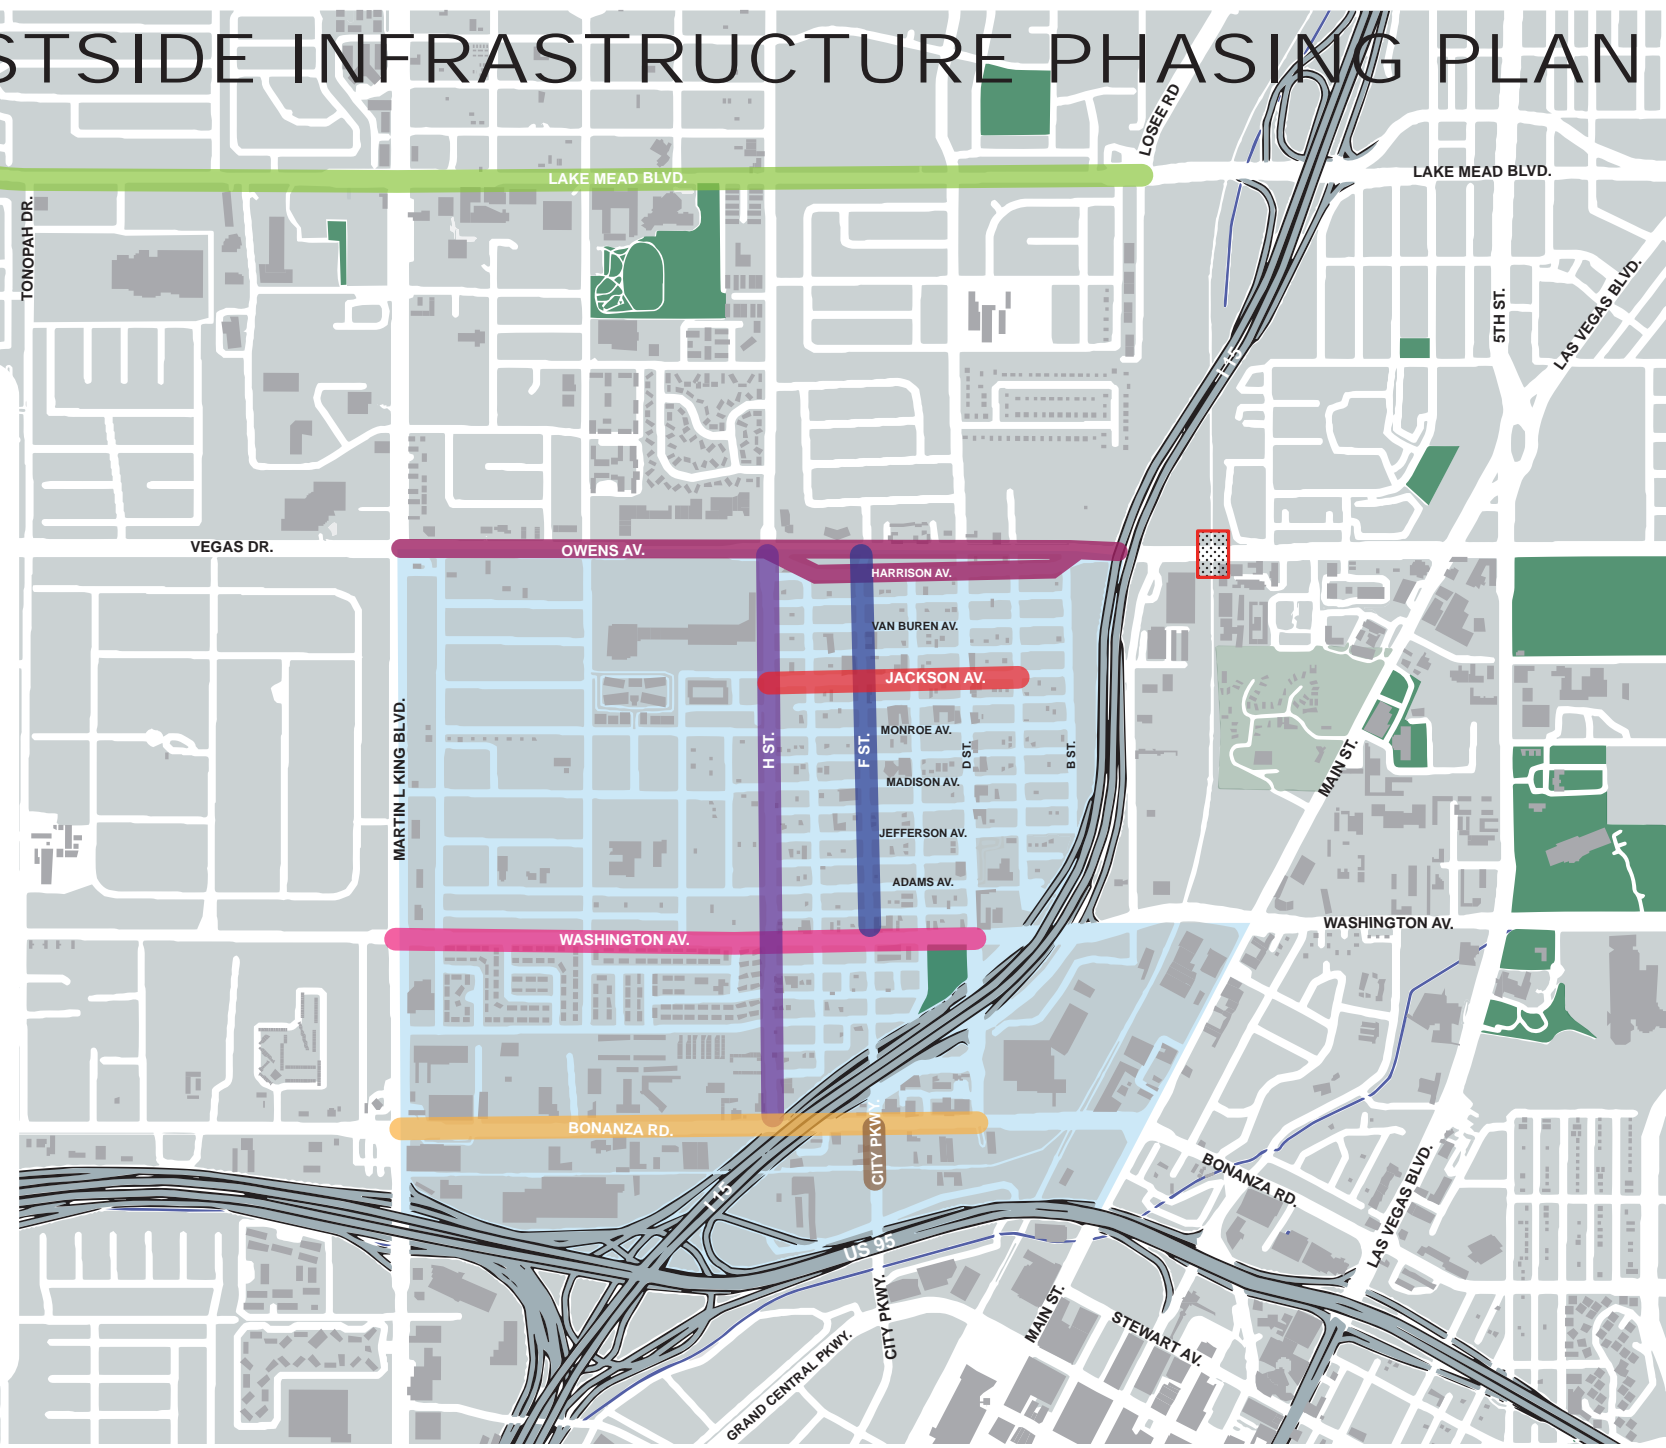 STSIDE INFRASTRUCTURE PHASING PLAN
LOSEE RD
LAKE MEAD BLVD.
LAKE MEAD BLVD.
TONOPAH DR.
5TH ST.
LAS VEGAS BLVD.
I-15
VEGAS DR.
OWENS AV.
HARRISON AV.
VAN BUREN AV.
JACKSON AV.
MONROE AV.
H ST.
F ST.
D ST.
B ST.
MADISON AV.
MAIN ST.
MARTIN L KING BLVD.
JEFFERSON AV.
ADAMS AV.
WASHINGTON AV.
WASHINGTON AV.
BONANZA RD.
CITY PKWY.
BONANZA RD.
I-15
LAS VEGAS BLVD.
US 95
CITY PKWY.
MAIN ST.
STEWART AV.
GRAND CENTRAL PKWY.